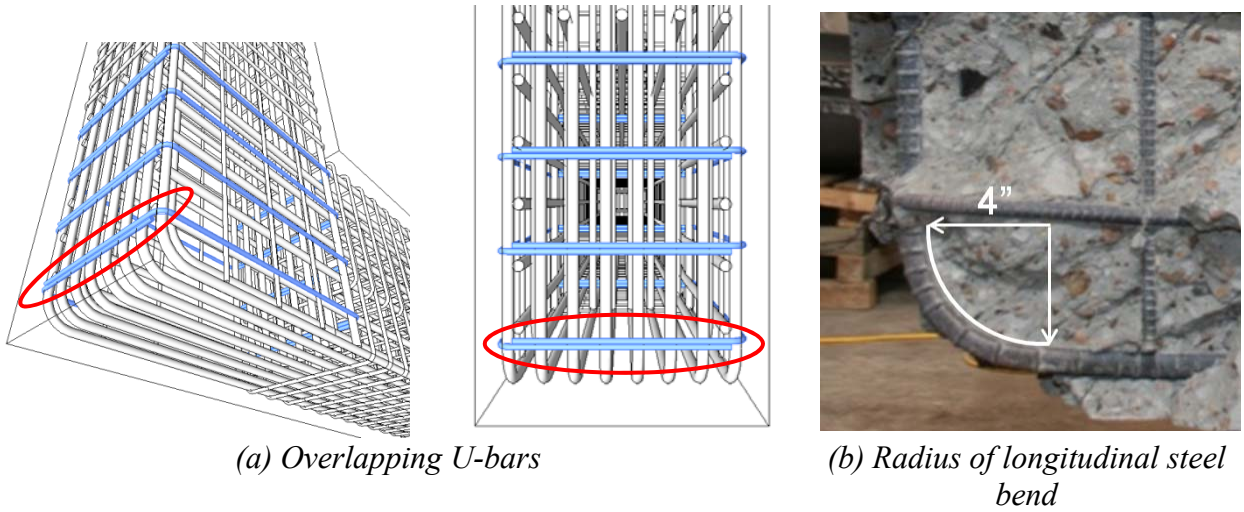 4”
(a) Overlapping U-bars
(b) Radius of longitudinal steel
bend